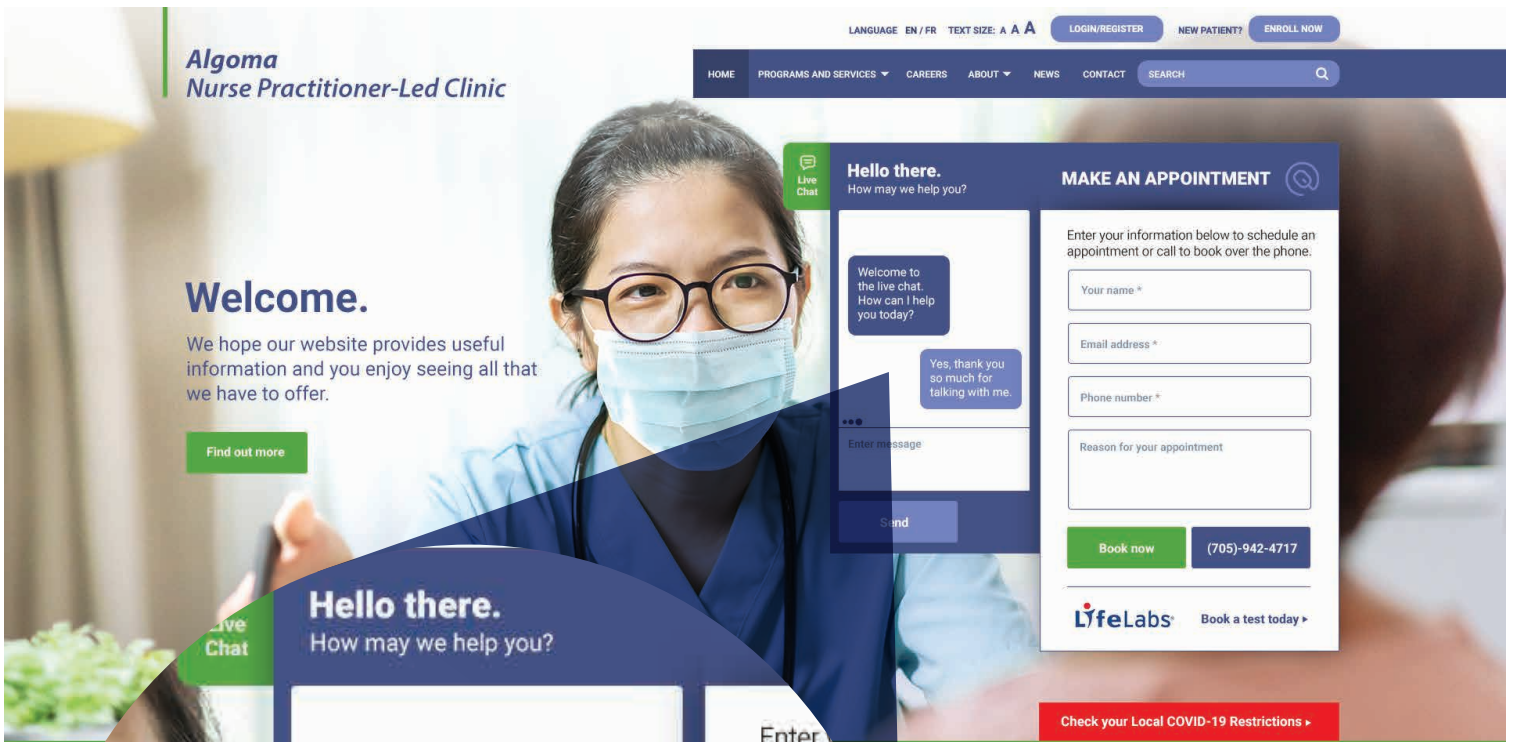 LANGUAGE EN / FR TEXT SIZE: A A A LOGIN/REGISTER NEW PATIENT? ENROLL NOW
Algoma
Nurse Practitioner-Led Clinic
HOME PROGRAMS AND SERVICES CAREERS ABOUT NEWS CONTACT SEARCH
Live
Chat
Hello there.
How may we help you?
Welcome to
the live chat.
How can I help
you today?
Yes, thank you
so much for
talking with me.
Enter message
Send
MAKE AN APPOINTMENT
Enter your information below to schedule an
appointment or call to book over the phone.
Your name *
Email address *
Phone number *
Reason for your appointment
Book now (705)-942-4717
LifeLabs Book a test today
Check your Local COVID-19 Restrictions
Welcome.
We hope our website provides useful
information and you enjoy seeing all that
we have to offer.
Find out more
Live
Chat
Hello there.
How may we help you?
Enter